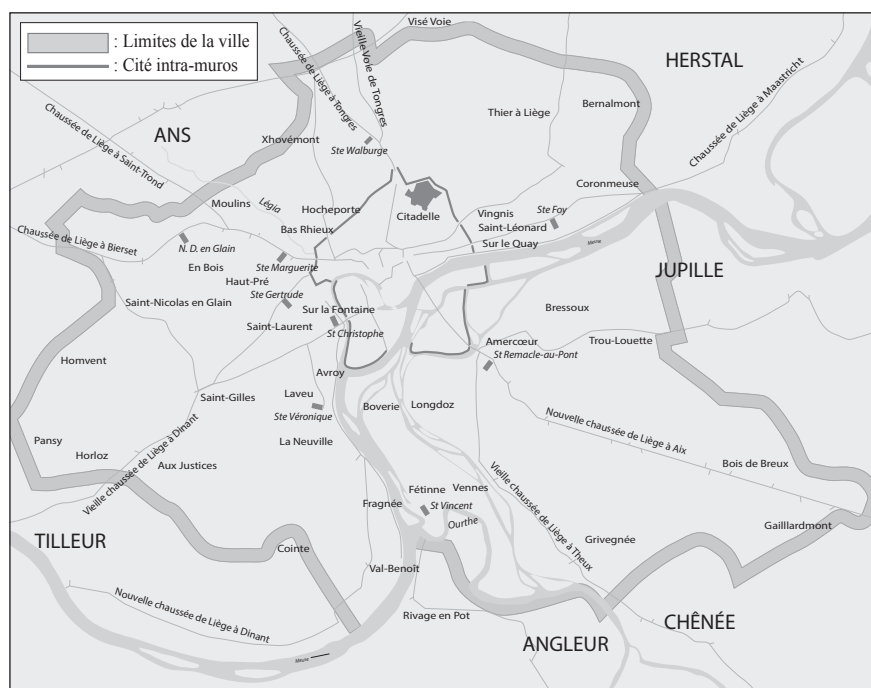 : Limites de la ville
: Cité intra-muros
Visé Voie
Vieille Voie de Tongres
Chaussée de Liège à Tongres
HERSTAL
Chaussée de Liège à Maastricht
Bernalmont
Thier à Liège
ANS
Chaussée de Liège à Saint-Trond
Xhovémont
Ste Walburge
Coronmeuse
Moulins
Légia
Hocheporte
Citadelle
Vingnis
Ste Foy
Saint-Léonard
Bas Rhieux
Sur le Quay
Meuse
Chaussée de Liège à Bierset
N. D. en Glain
En Bois
Ste Marguerite
JUPILLE
Haut-Pré
Ste Gertrude
Saint-Nicolas en Glain
Sur la Fontaine
Bressoux
Saint-Laurent
St Christophe
Amercœur
Trou-Louette
St Remacle-au-Pont
Homvent
Avroy
Saint-Gilles
Laveu
Boverie
Longdoz
Ste Véronique
Nouvelle chaussée de Liège à Aix
Pansy
La Neuville
Horloz
Vieille chaussée de Liège à Dinant
Aux Justices
Vieille chaussée de Liège à Theux
Bois de Breux
Fétinne
Vennes
Fragnée
St Vincent
Ourthe
Gailllardmont
TILLEUR
Cointe
Grivegnée
Val-Benoît
Nouvelle chaussée de Liège à Dinant
Rivage en Pot
CHÊNÉE
ANGLEUR
Meuse